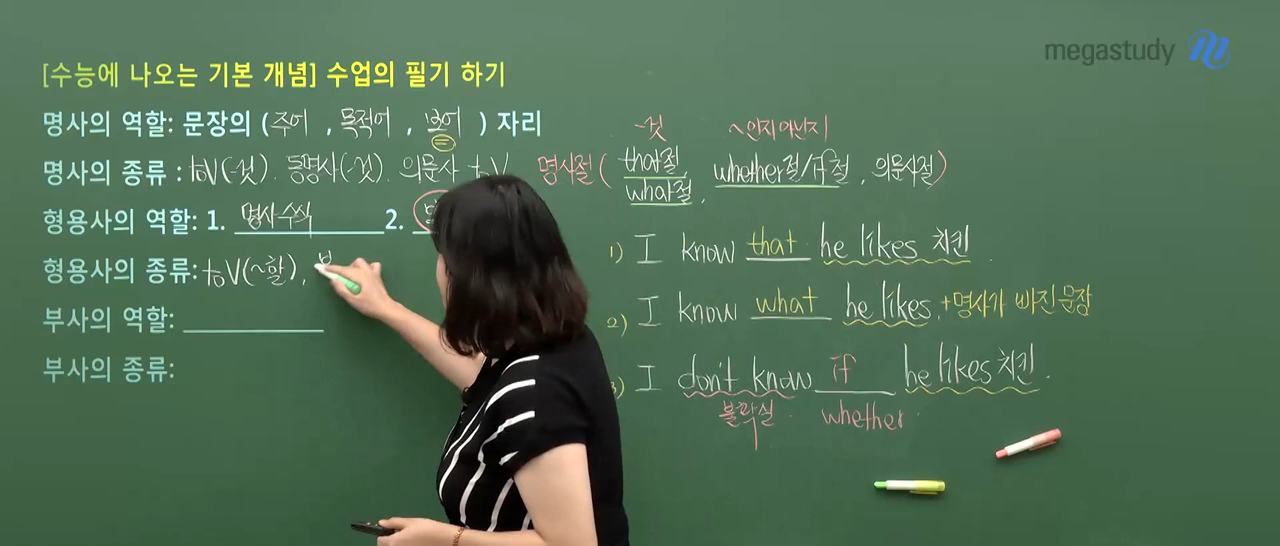 megastudy
[수능에 나오는 기본 개념] 수업의 필기 하기
명사의 역할: 문장의 (주어, 목적어, 보어) 자리
명사의 종류: toV(-것). 동명사(-것). 의문사 toV
형용사의 역할: 1. 명사수식 2.
형용사의 종류: toV(~할),
부사의 역할:
부사의 종류:
-것 ~인지 아닌지
명사절 (that절, whether절/if절, 의문사절)
what절,
1) I know that he likes 치킨.
2) I know what he likes. +명사가 빠진 문장
3) I don't know if he likes 치킨.
불확실. whether.